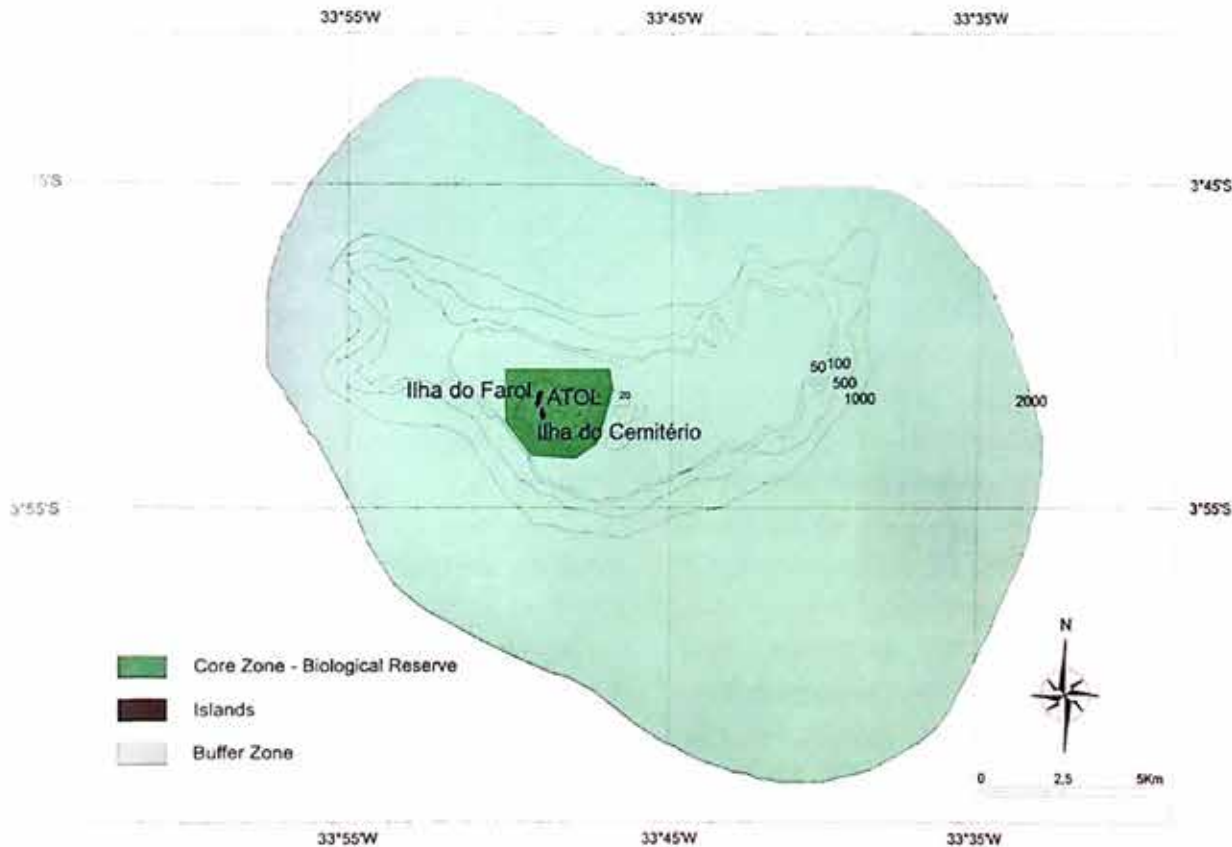 33°55'W 33°45'W 33°35'W
5'S 3°45'S
50 100
Ilha do Farol ATOL 20 500
1000 2000
Ilha do Cemitério
3°55'S 3°55'S
N
Core Zone - Biological Reserve
Islands
Buffer Zone
0 2,5 5Km
33°55'W 33°45'W 33°35'W